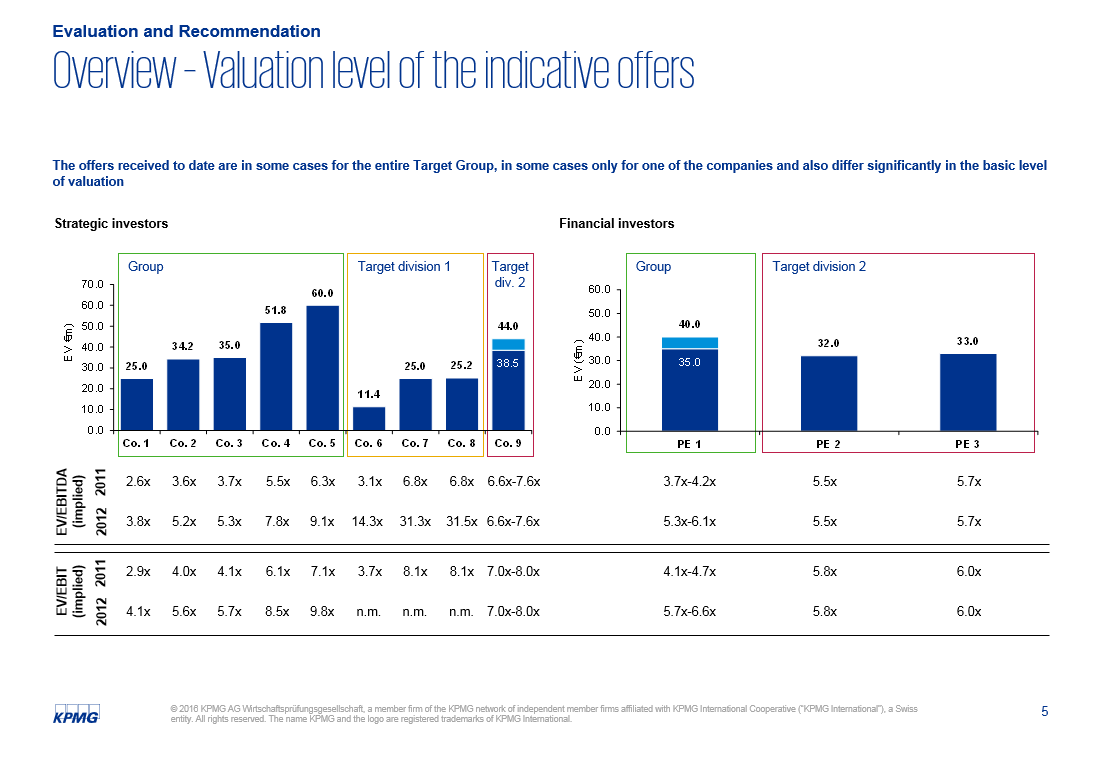 Evaluation and Recommendation
Overview – Valuation level of the indicative offers
The offers received to date are in some cases for the entire Target Group, in some cases only for one of the companies and also differ significantly in the basic level
of valuation
Strategic investors
Group
Target division 1
Target
div. 2
EV €m)
70.0
60.0
50.0
40.0
30.0
20.0
10.0
0.0
25.0
34.2
35.0
51.8
60.0
11.4
25.0
25.2
44.0
38.5
Co. 1 Co. 2 Co. 3 Co. 4 Co. 5 Co. 6 Co. 7 Co. 8 Co. 9
Financial investors
Group
Target division 2
EV (€m)
60.0
50.0
40.0
30.0
20.0
10.0
0.0
40.0
35.0
32.0
33.0
PE 1 PE 2 PE 3
EV/EBITDA
(implied)
2011 2.6x 3.6x 3.7x 5.5x 6.3x 3.1x 6.8x 6.8x 6.6x-7.6x 3.7x-4.2x 5.5x 5.7x
2012 3.8x 5.2x 5.3x 7.8x 9.1x 14.3x 31.3x 31.5x 6.6x-7.6x 5.3x-6.1x 5.5x 5.7x
EV/EBIT
(implied)
2011 2.9x 4.0x 4.1x 6.1x 7.1x 3.7x 8.1x 8.1x 7.0x-8.0x 4.1x-4.7x 5.8x 6.0x
2012 4.1x 5.6x 5.7x 8.5x 9.8x n.m. n.m. n.m. 7.0x-8.0x 5.7x-6.6x 5.8x 6.0x
KPMG
© 2016 KPMG AG Wirtschaftsprüfungsgesellschaft, a member firm of the KPMG network of independent member firms affiliated with KPMG International Cooperative ("KPMG International"), a Swiss
entity. All rights reserved. The name KPMG and the logo are registered trademarks of KPMG International.
5